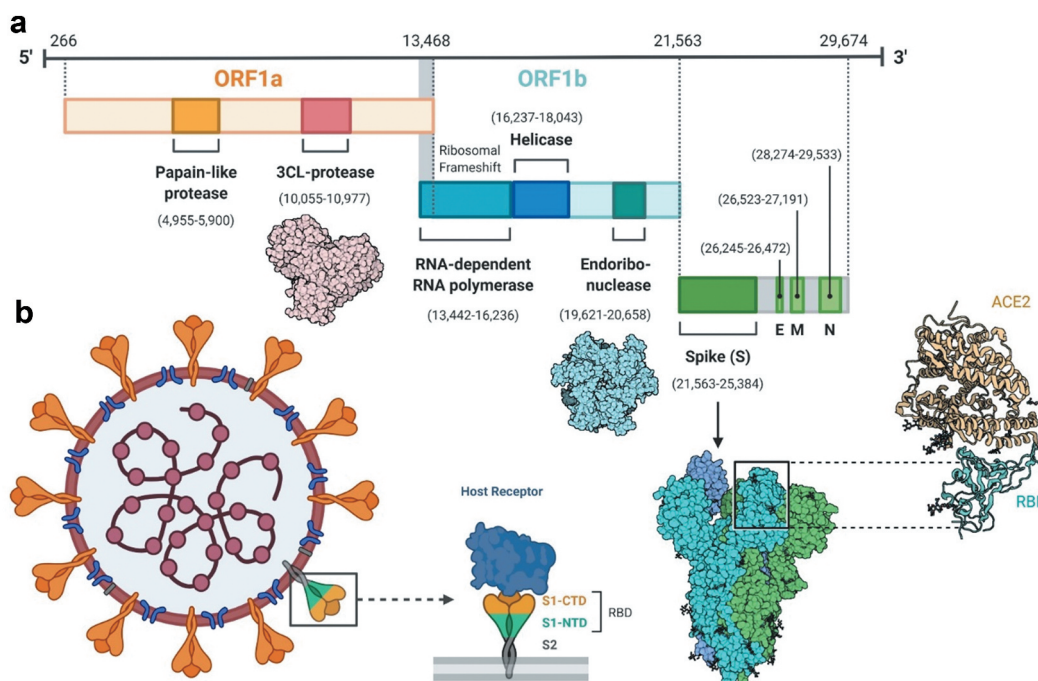 a
266
13,468
21,563
29,674
5'
3'
ORF1a
ORF1b
(16,237-18,043)
Helicase
Ribosomal
Frameshift
(28,274-29,533)
Papain-like
protease
(4,955-5,900)
3CL-protease
(10,055-10,977)
(26,523-27,191)
(26,245-26,472)
RNA-dependent
RNA polymerase
(13,442-16,236)
Endoribo-
nuclease
(19,621-20,658)
E M N
Spike (S)
(21,563-25,384)
ACE2
b
Host Receptor
S1-CTD
S1-NTD
RBD
S2